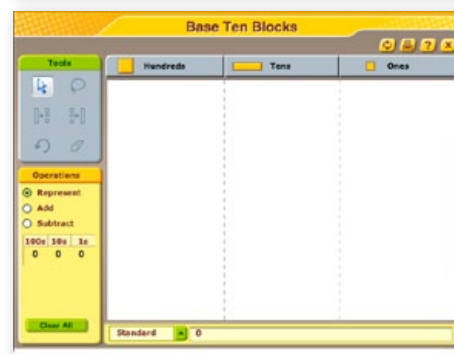 Base Ten Blocks
?
x
Tools
Hundreds
Tens
Ones
Operations
Represent
Add
Subtract
100s 10s 1s
0 0 0
Clear All
Standard
0